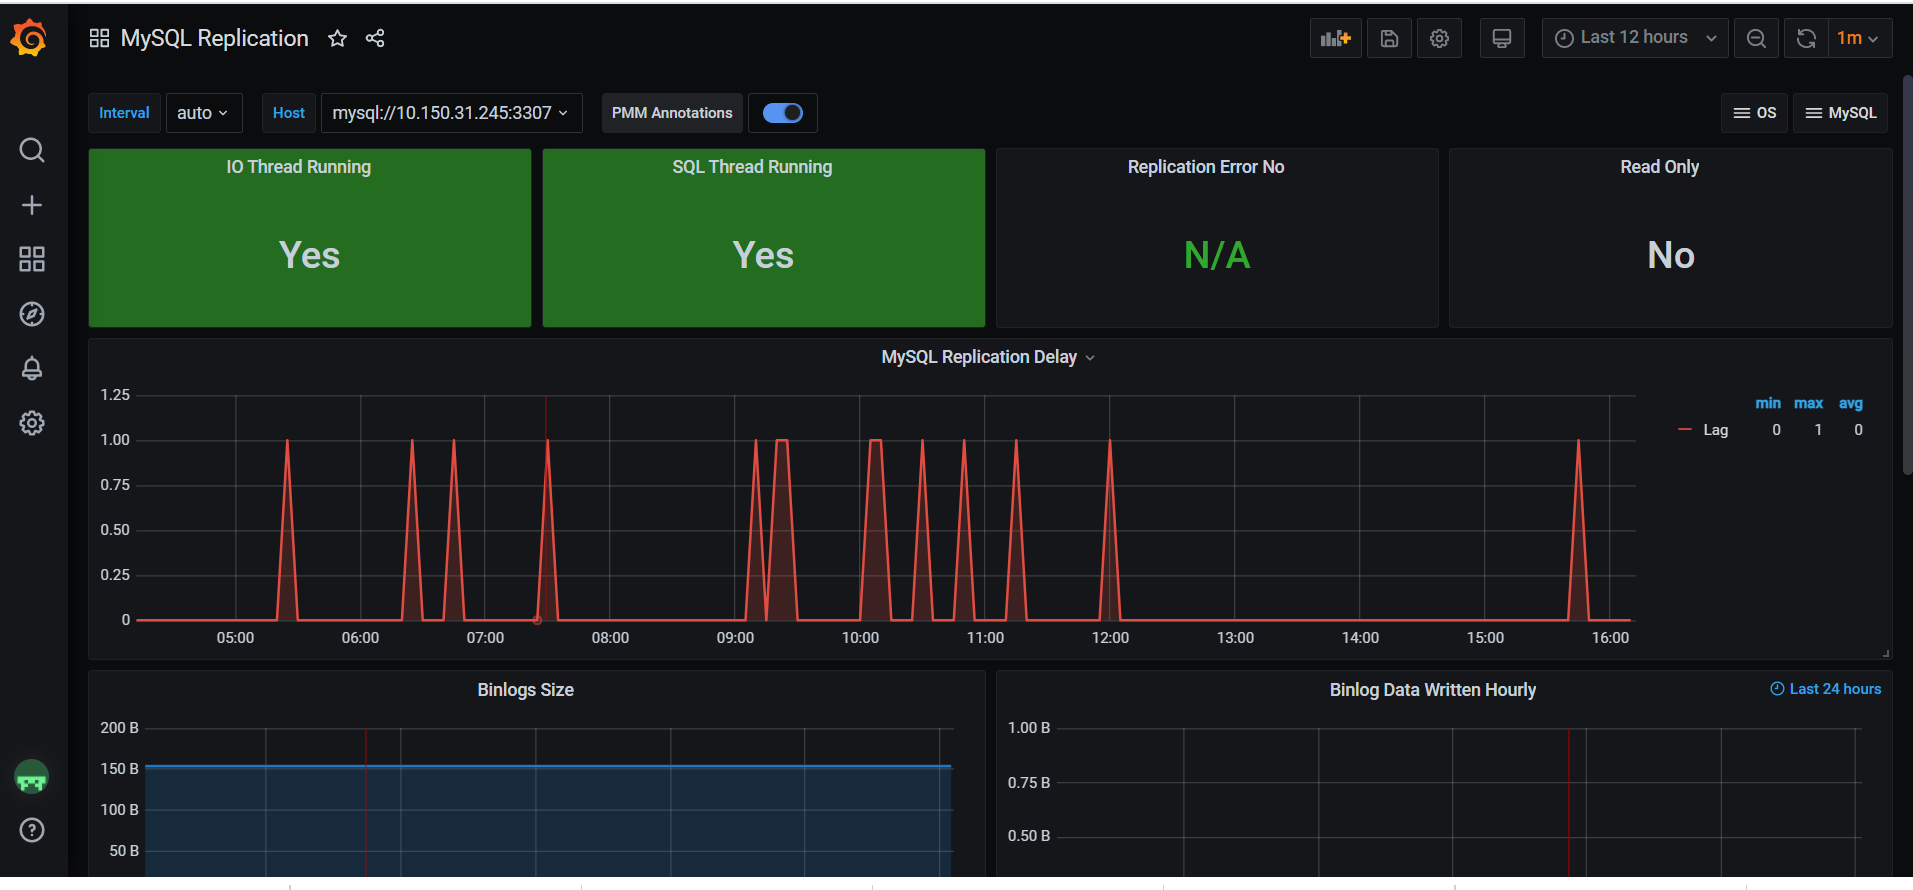 MySQL Replication
Last 12 hours
1m
Interval
auto
Host
mysql://10.150.31.245:3307
PMM Annotations
OS
MySQL
IO Thread Running
Yes
SQL Thread Running
Yes
Replication Error No
N/A
Read Only
No
MySQL Replication Delay
1.25
1.00
0.75
0.50
0.25
0
05:00 06:00 07:00 08:00 09:00 10:00 11:00 12:00 13:00 14:00 15:00 16:00
min max avg
Lag 0 1 0
Binlogs Size
200 B
150 B
100 B
50 B
Binlog Data Written Hourly
Last 24 hours
1.00 B
0.75 B
0.50 B